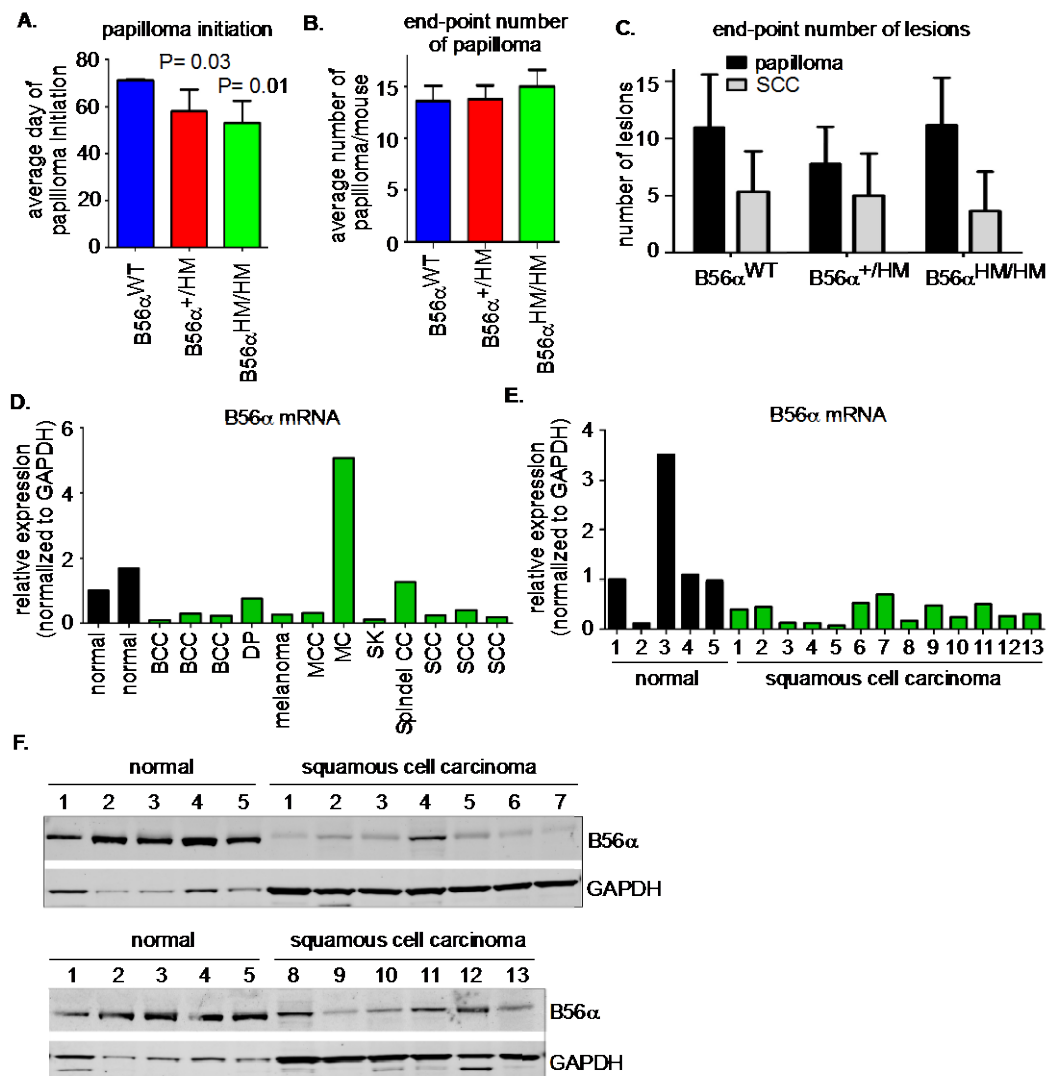 A.
papilloma initiation
average day of
papilloma initiation
80
60
40
20
0
P= 0.03
P= 0.01
B56αWT
B56α+/HM
B56αHM/HM
B.
end-point number
of papilloma
average number of
papilloma/mouse
15
10
5
0
B56αWT
B56α+/HM
B56αHM/HM
C.
end-point number of lesions
papilloma
SCC
number of lesions
15
10
5
0
B56αWT
B56α+/HM
B56αHM/HM
D.
B56α mRNA
relative expression
(normalized to GAPDH)
6
4
2
0
normal
normal
BCC
BCC
BCC
DP
melanoma
MCC
MC
SK
Spindel CC
SCC
SCC
SCC
E.
B56α mRNA
relative expression
(normalized to GAPDH)
4
3
2
1
0
1 2 3 4 5 1 2 3 4 5 6 7 8 9 10 11 12 13
normal squamous cell carcinoma
F.
normal squamous cell carcinoma
1 2 3 4 5 1 2 3 4 5 6 7
B56α
GAPDH
normal squamous cell carcinoma
1 2 3 4 5 8 9 10 11 12 13
B56α
GAPDH